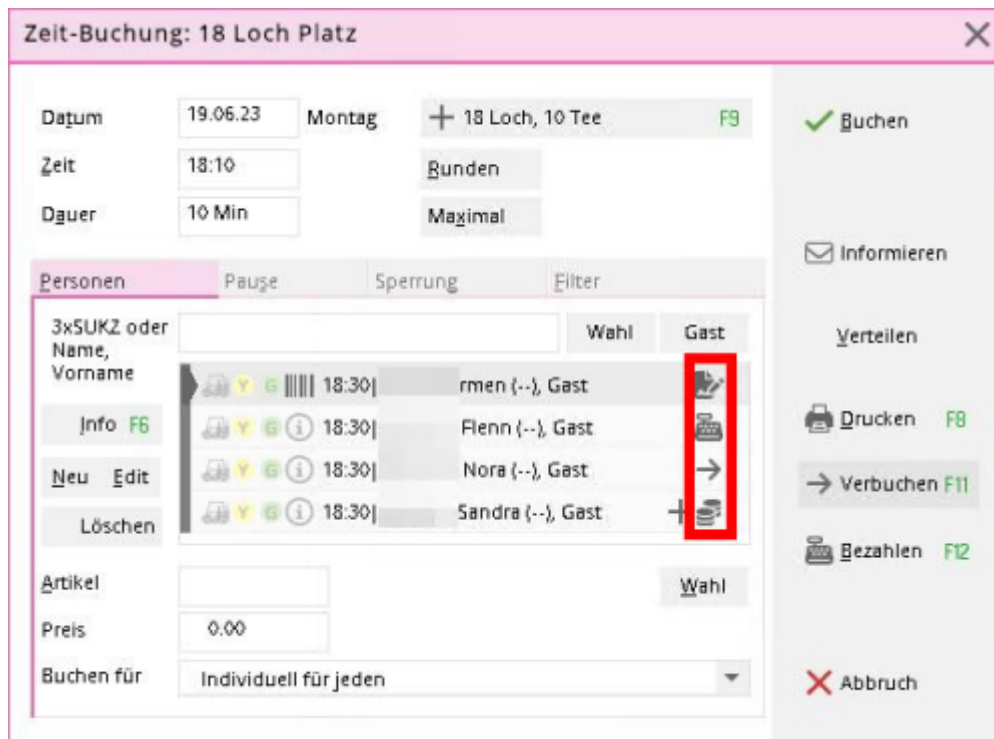 Zeit-Buchung: 18 Loch Platz
Datum 19.06.23 Montag 18 Loch, 10 Tee F9
Zeit 18:10 Runden
Dauer 10 Min Maximal
Buchen
Informieren
Verteilen
Drucken F8
Verbuchen F11
Bezahlen F12
Abbruch
Personen Pause Sperrung Filter
3xSUKZ oder
Name,
Vorname
Wahl Gast
Info F6
Neu Edit
Löschen
Y G 18:30| rmen (--), Gast
Y G i 18:30| Flenn (--), Gast
Y G i 18:30| Nora (--), Gast
Y G i 18:30| Sandra (--), Gast
Artikel Wahl
Preis 0.00
Buchen für Individuell für jeden